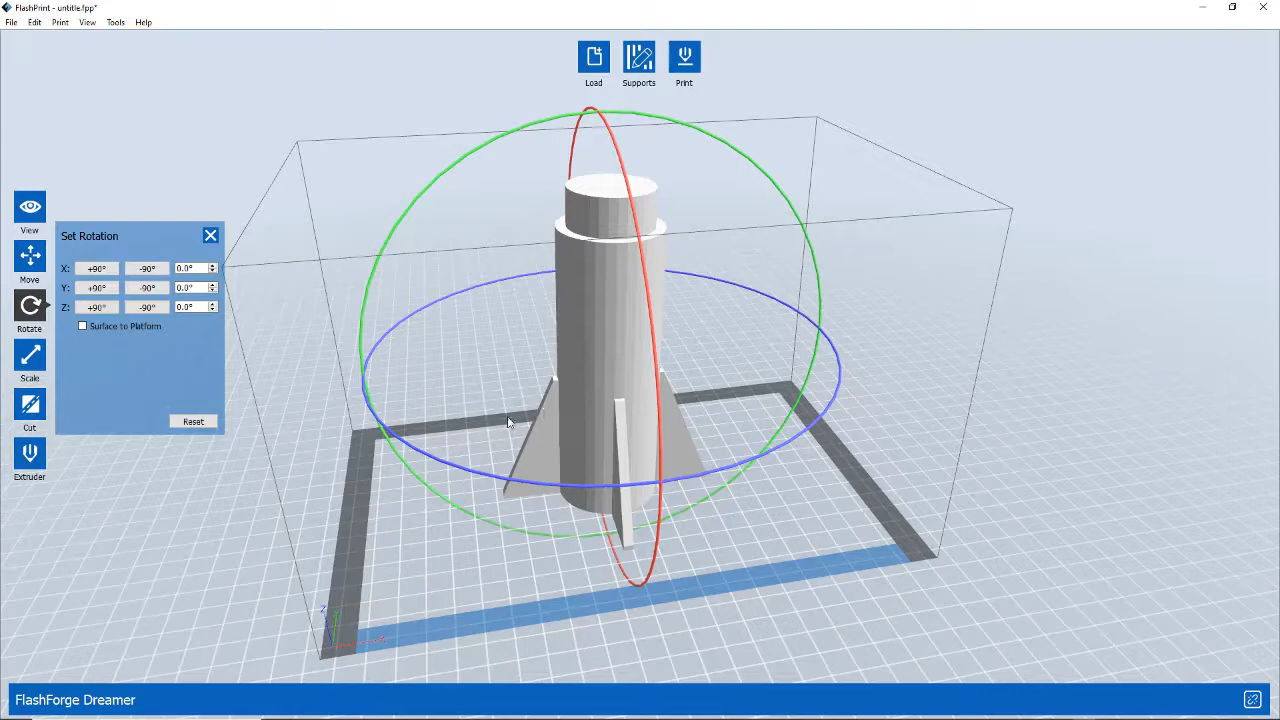 FlashPrint - untitle.fpp*
File Edit Print View Tools Help
Load Supports Print
View
Set Rotation
X: +90° -90° 0.0°
Move
Y: +90° -90° 0.0°
Z: +90° -90° 0.0°
Rotate
Surface to Platform
Scale
Reset
Cut
Extruder
Z
FlashForge Dreamer